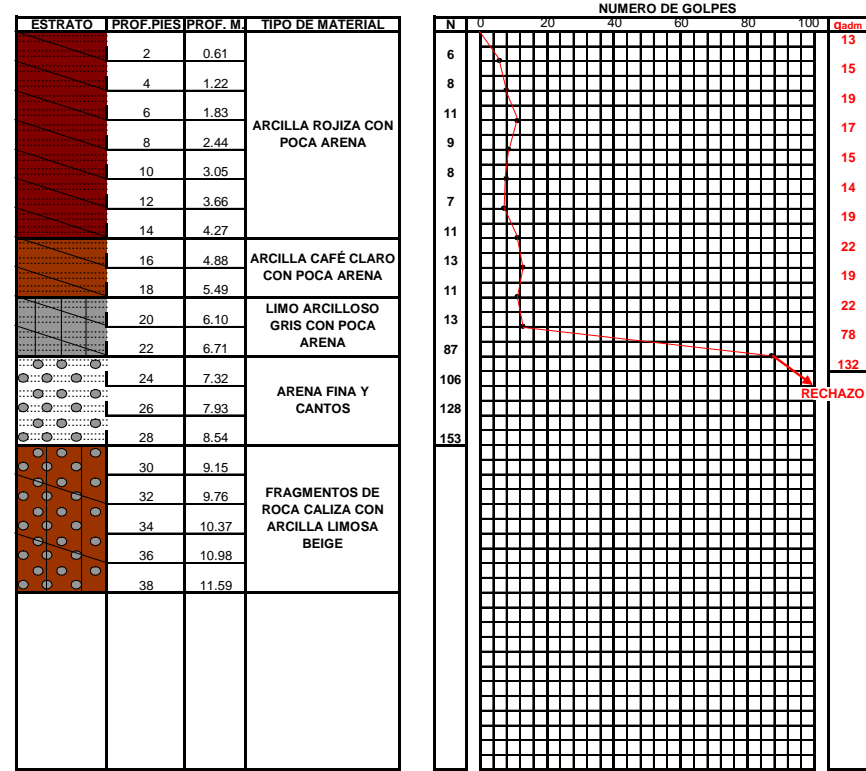 NUMERO DE GOLPES
ESTRATO PROF.PIES PROF. M. TIPO DE MATERIAL
N 0 20 40 60 80 100 qadm
2 0.61
4 1.22
6 1.83
8 2.44
10 3.05
12 3.66
14 4.27
ARCILLA ROJIZA CON
POCA ARENA
16 4.88
18 5.49
ARCILLA CAFÉ CLARO
CON POCA ARENA
20 6.10
22 6.71
LIMO ARCILLOSO
GRIS CON POCA
ARENA
24 7.32
26 7.93
28 8.54
ARENA FINA Y
CANTOS
30 9.15
32 9.76
34 10.37
36 10.98
38 11.59
FRAGMENTOS DE
ROCA CALIZA CON
ARCILLA LIMOSA
BEIGE
6
8
11
9
8
7
11
13
11
13
87
106
128
153
13
15
19
17
15
14
19
22
19
22
78
132
RECHAZO